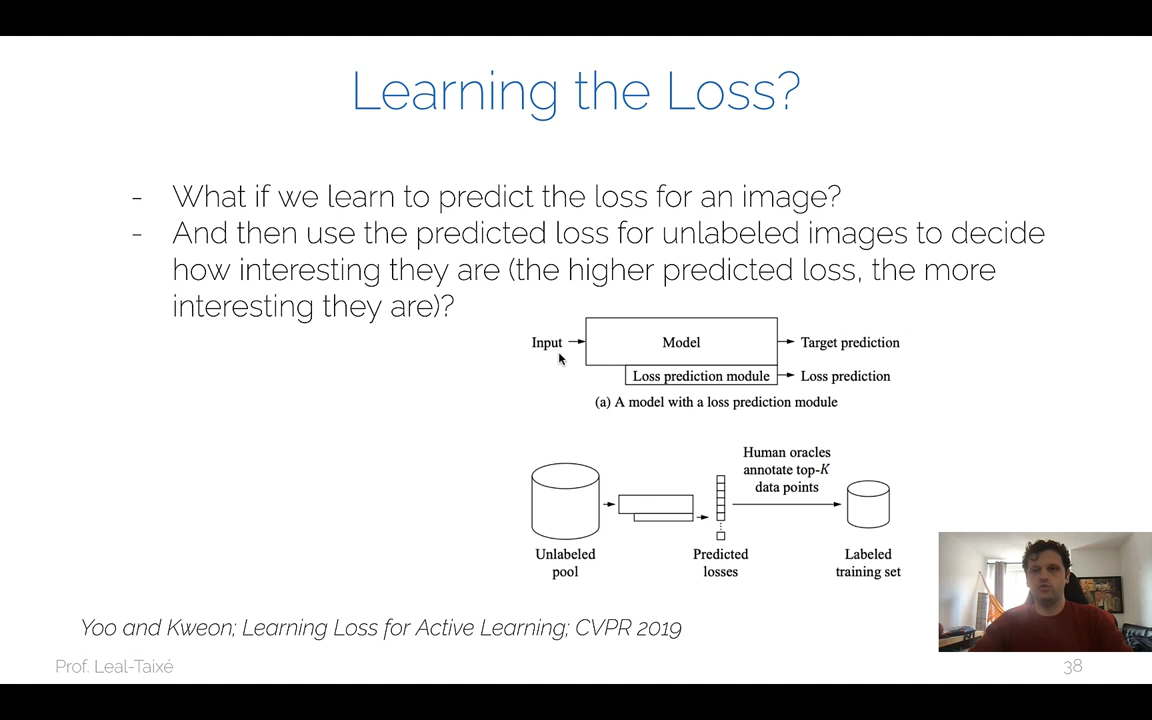 Learning the Loss?
- What if we learn to predict the loss for an image?
- And then use the predicted loss for unlabeled images to decide
how interesting they are (the higher predicted loss, the more
interesting they are)?
Input
Model
Target prediction
Loss prediction module
Loss prediction
(a) A model with a loss prediction module
Human oracles
annotate top-K
data points
Unlabeled
pool
Predicted
losses
Labeled
training set
Yoo and Kweon; Learning Loss for Active Learning; CVPR 2019
Prof. Leal-Taixé
38